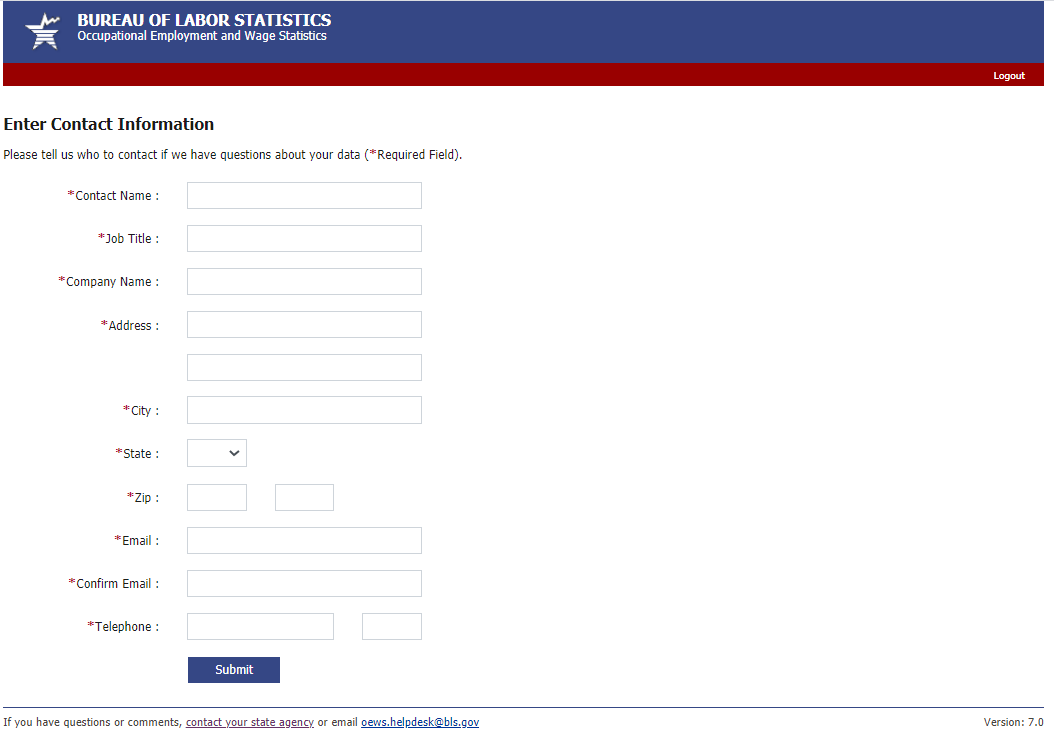 BUREAU OF LABOR STATISTICS
Occupational Employment and Wage Statistics
Logout
Enter Contact Information
Please tell us who to contact if we have questions about your data (*Required Field).
*Contact Name :
*Job Title :
*Company Name :
*Address :
*City :
*State :
*Zip :
*Email :
*Confirm Email :
*Telephone :
Submit
If you have questions or comments, contact your state agency or email oews.helpdesk@bls.gov
Version: 7.0